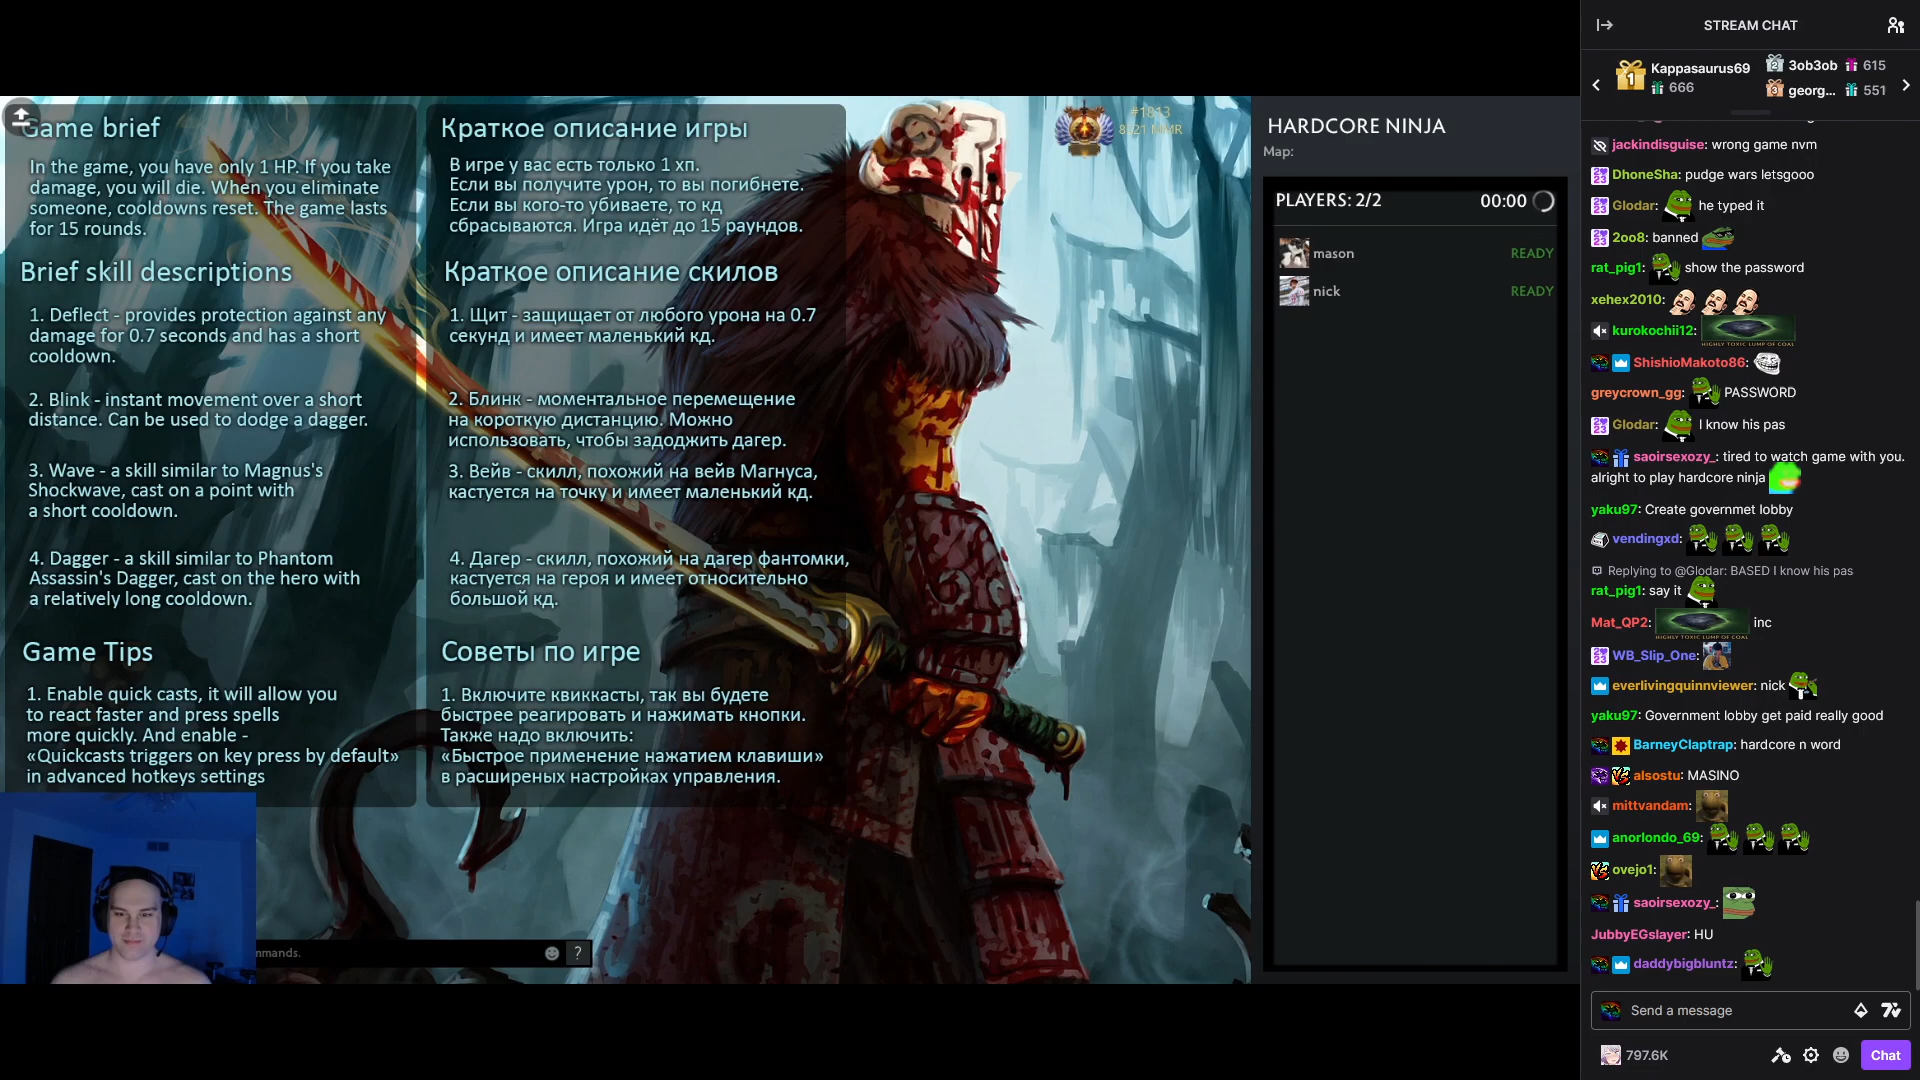 Game brief
In the game, you have only 1 HP. If you take
damage, you will die. When you eliminate
someone, cooldowns reset. The game lasts
for 15 rounds.
Brief skill descriptions
1. Deflect - provides protection against any
damage for 0.7 seconds and has a short
cooldown.
2. Blink - instant movement over a short
distance. Can be used to dodge a dagger.
3. Wave - a skill similar to Magnus's
Shockwave, cast on a point with
a short cooldown.
4. Dagger - a skill similar to Phantom
Assassin's Dagger, cast on the hero with
a relatively long cooldown.
Game Tips
1. Enable quick casts, it will allow you
to react faster and press spells
more quickly. And enable -
«Quickcasts triggers on key press by default»
in advanced hotkeys settings
Краткое описание игры
В игре у вас есть только 1 хп.
Если вы получите урон, то вы погибнете.
Если вы кого-то убиваете, то кд
сбрасываются. Игра идёт до 15 раундов.
Краткое описание скилов
1. Щит - защищает от любого урона на 0.7
секунд и имеет маленький кд.
2. Блинк - моментальное перемещение
на короткую дистанцию. Можно
использовать, чтобы задоджить дагер.
3. Вейв - скилл, похожий на вейв Магнуса,
кастуется на точку и имеет маленький кд.
4. Дагер - скилл, похожий на дагер фантомки,
кастуется на героя и имеет относительно
большой кд.
Советы по игре
1. Включите квиккасты, так вы будете
быстрее реагировать и нажимать кнопки.
Также надо включить:
«Быстрое применение нажатием клавиши»
в расширеных настройках управления.
#1813
MMR
mmands.
?
HARDCORE NINJA
Map:
PLAYERS: 2/2 00:00
mason READY
nick READY
STREAM CHAT
1 Kappasaurus69 666
2 3ob3ob 615
3 georg... 551
jackindisguise: wrong game nvm
DhoneSha: pudge wars letsgooo
Glodar: he typed it
2oo8: banned
rat_pig1: show the password
xehex2010:
kurokochii12:
HIGHLY TOXIC LUMP OF COAL
ShishioMakoto86:
greycrown_gg: PASSWORD
Glodar: I know his pas
saoirsexozy_: tired to watch game with you.
alright to play hardcore ninja
yaku97: Create governmet lobby
vendingxd:
Replying to @Glodar: BASED I know his pas
rat_pig1: say it
Mat_QP2: inc
HIGHLY TOXIC LUMP OF COAL
WB_Slip_One:
everlivingquinnviewer: nick
yaku97: Government lobby get paid really good
BarneyClaptrap: hardcore n word
alsostu: MASINO
mittvandam:
anorlondo_69:
ovejo1:
saoirsexozy_:
JubbyEGslayer: HU
daddybigbluntz:
Send a message
797.6K
Chat